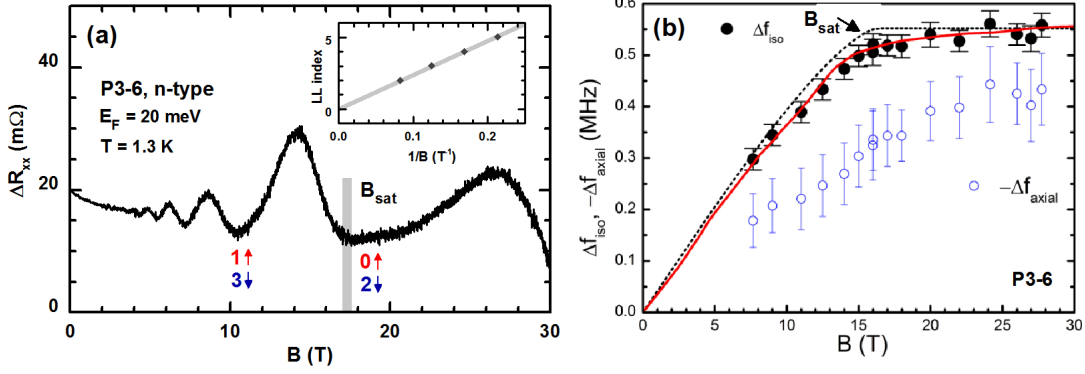 (a)
P3-6, n-type
E_F = 20 meV
T = 1.3 K
ΔR_xx (mΩ)
60
40
20
0
0
10
20
30
B (T)
LL index
5
0
0.0
0.1
0.2
1/B (T⁻¹)
B_sat
1↑
3↓
0↑
2↓
(b)
Δf_iso
B_sat
−Δf_axial
P3-6
Δf_iso, −Δf_axial (MHz)
0.6
0.5
0.4
0.3
0.2
0.1
0.0
0
5
10
15
20
25
30
B (T)